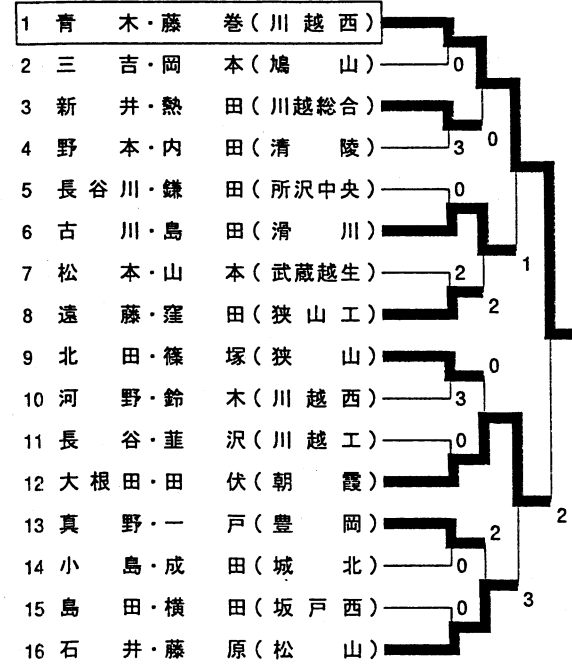 1 青木・藤巻(川越西)
2 三吉・岡本(鳩山) 0
3 新井・熱田(川越総合) 0
4 野本・内田(清陵) 3
5 長谷川・鎌田(所沢中央) 0
6 古川・島田(滑川) 1
7 松本・山本(武蔵越生) 2
8 遠藤・窪田(狭山工) 2
9 北田・篠塚(狭山) 0
10 河野・鈴木(川越西) 3
11 長谷・韮沢(川越工) 0
12 大根田・田伏(朝霞) 2
13 真野・一戸(豊岡) 2
14 小島・成田(城北) 0
15 島田・横田(坂戸西) 0 3
16 石井・藤原(松山)